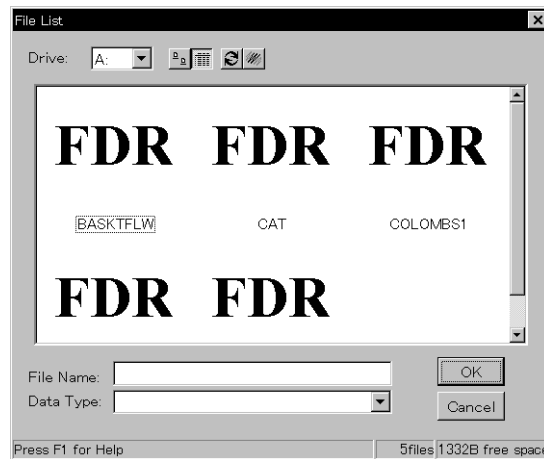 File List
Drive: A:
FDR FDR FDR
BASKTFLW CAT COLOMBS1
FDR FDR
File Name:
OK
Data Type:
Cancel
Press F1 for Help 5files 1332B free space